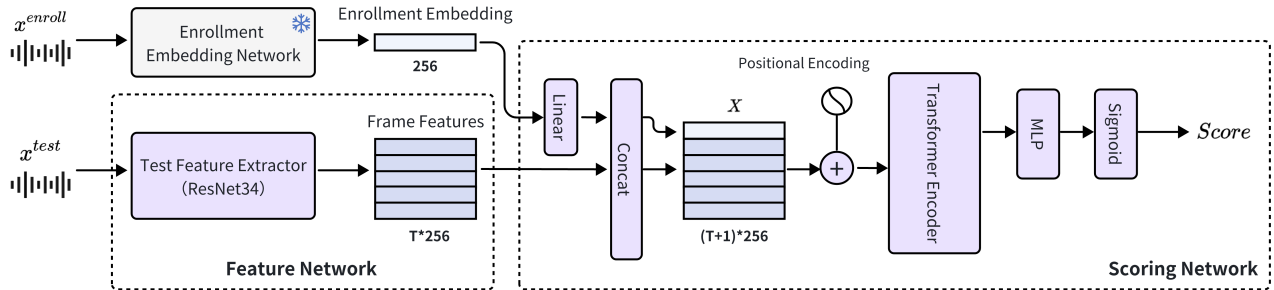 x^{enroll}
Enrollment
Embedding Network
Enrollment Embedding
256
x^{test}
Test Feature Extractor
（ResNet34）
Frame Features
T*256
Feature Network
Linear
Concat
X
(T+1)*256
Positional Encoding
+
Transformer Encoder
MLP
Sigmoid
Score
Scoring Network